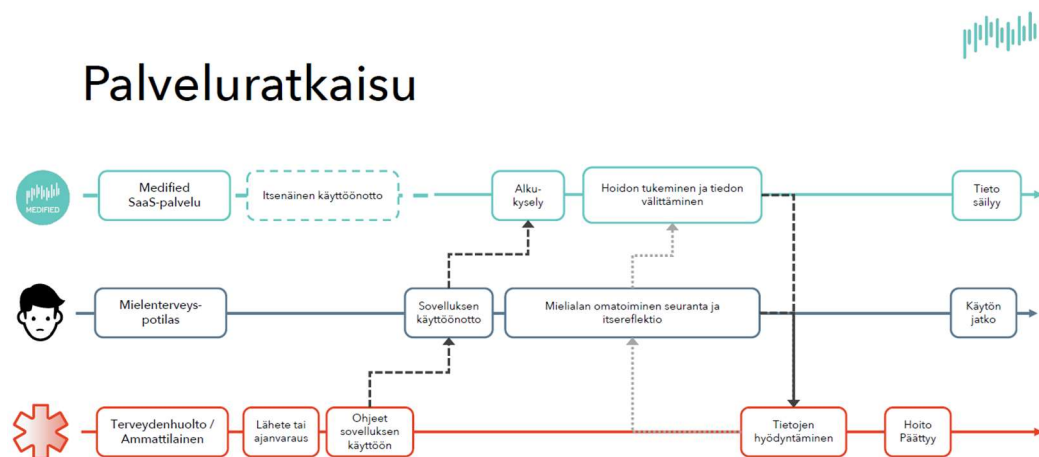 Palveluratkaisu
MEDIFIED
Medified
SaaS-palvelu
Itsenäinen käyttöönotto
Alku-
kysely
Hoidon tukeminen ja tiedon
välittäminen
Tieto
säilyy
Mielenterveys-
potilas
Sovelluksen
käyttöönotto
Mielialan omatoiminen seuranta ja
itsereflektio
Käytön
jatko
Terveydenhuolto /
Ammattilainen
Lähete tai
ajanvaraus
Ohjeet
sovelluksen
käyttöön
Tietojen
hyödyntäminen
Hoito
Päättyy